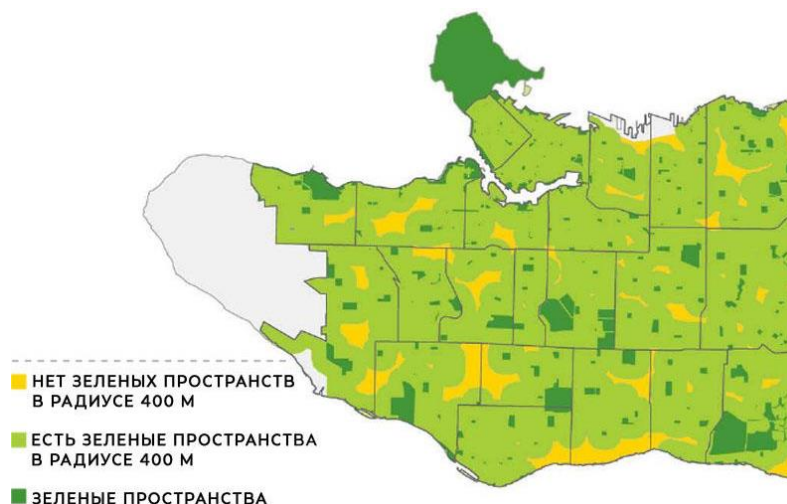 НЕТ ЗЕЛЕНЫХ ПРОСТРАНСТВ
В РАДИУСЕ 400 М
ЕСТЬ ЗЕЛЕНЫЕ ПРОСТРАНСТВА
В РАДИУСЕ 400 М
ЗЕЛЕНЫЕ ПРОСТРАНСТВА